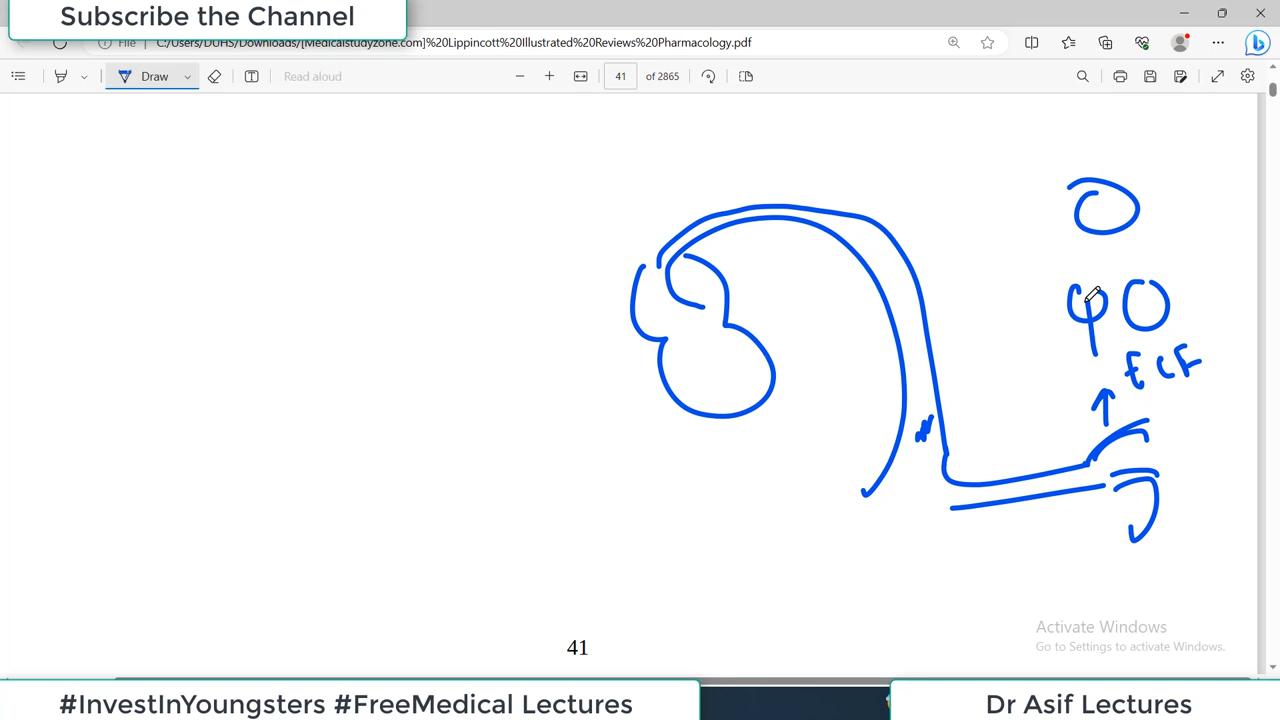 Subscribe the Channel
File C:/Users/DUHS/Downloads/[Medicalstudyzone.com]%20Lippincott%20Illustrated%20Reviews%20Pharmacology.pdf
Draw Read aloud 41 of 2865
ECF
41
Activate Windows
Go to Settings to activate Windows.
#InvestInYoungsters #FreeMedical Lectures
Dr Asif Lectures